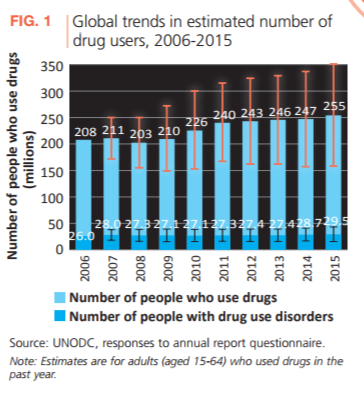 FIG. 1 Global trends in estimated number of
drug users, 2006-2015
Number of people who use drugs
(millions)
350
300
250
200
150
100
50
0
208 211 203 210 226 240 243 246 247 255
26.0 28.0 27.3 27.1 27.1 27.3 27.4 27.4 28.7 29.5
2006 2007 2008 2009 2010 2011 2012 2013 2014 2015
Number of people who use drugs
Number of people with drug use disorders
Source: UNODC, responses to annual report questionnaire.
Note: Estimates are for adults (aged 15-64) who used drugs in the
past year.